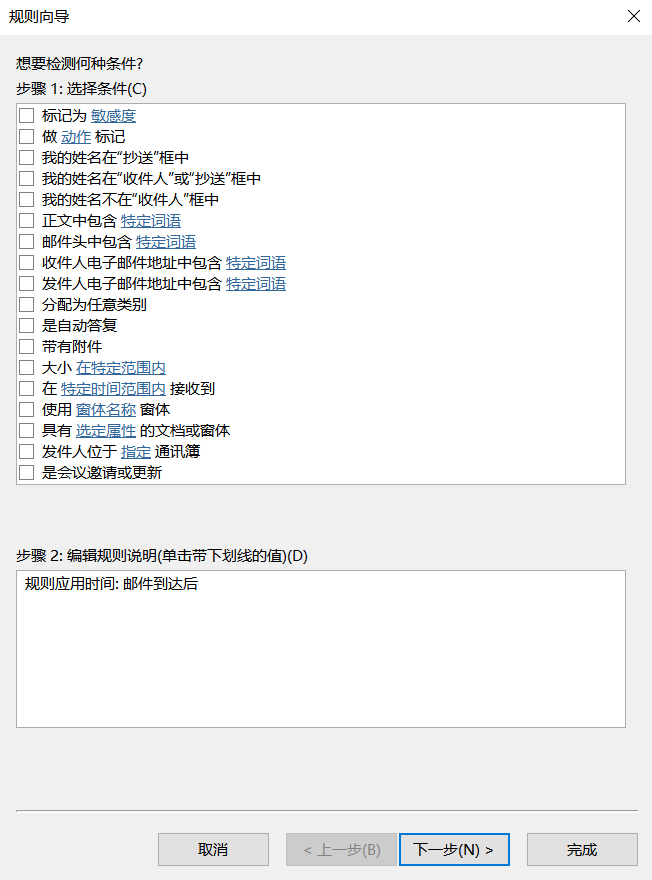 规则向导
想要检测何种条件?
步骤 1: 选择条件(C)
标记为 敏感度
做 动作 标记
我的姓名在“抄送”框中
我的姓名在“收件人”或“抄送”框中
我的姓名不在“收件人”框中
正文中包含 特定词语
邮件头中包含 特定词语
收件人电子邮件地址中包含 特定词语
发件人电子邮件地址中包含 特定词语
分配为任意类别
是自动答复
带有附件
大小 在特定范围内
在 特定时间范围内 接收到
使用 窗体名称 窗体
具有 选定属性 的文档或窗体
发件人位于 指定 通讯簿
是会议邀请或更新
步骤 2: 编辑规则说明(单击带下划线的值)(D)
规则应用时间: 邮件到达后
取消 < 上一步(B) 下一步(N) > 完成